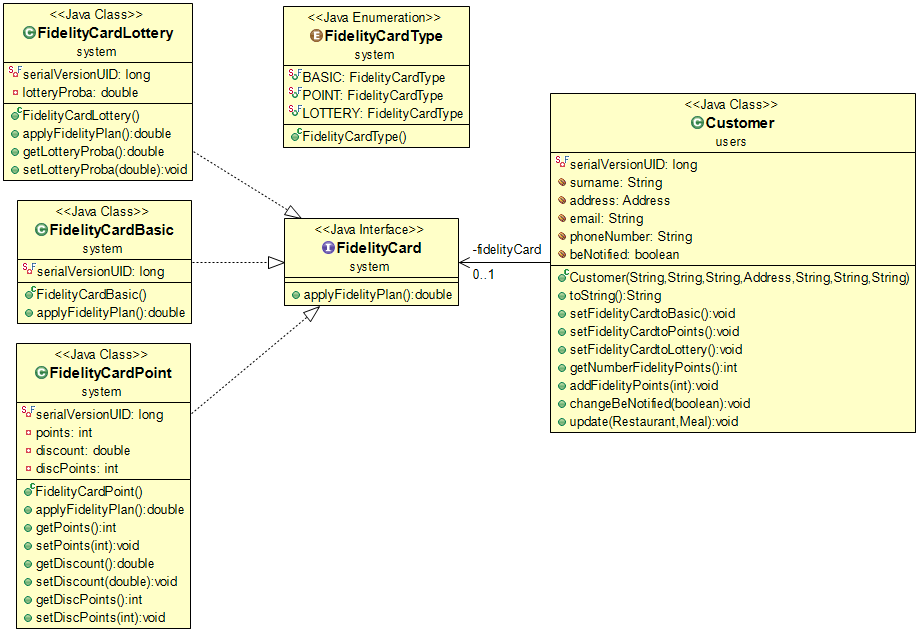 <<Java Class>>
FidelityCardLottery
system
serialVersionUID: long
lotteryProba: double
FidelityCardLottery()
applyFidelityPlan():double
getLotteryProba():double
setLotteryProba(double):void
<<Java Enumeration>>
FidelityCardType
system
BASIC: FidelityCardType
POINT: FidelityCardType
LOTTERY: FidelityCardType
FidelityCardType()
<<Java Class>>
FidelityCardBasic
system
serialVersionUID: long
FidelityCardBasic()
applyFidelityPlan():double
<<Java Interface>>
FidelityCard
system
applyFidelityPlan():double
-fidelityCard
0..1
<<Java Class>>
Customer
users
serialVersionUID: long
surname: String
address: Address
email: String
phoneNumber: String
beNotified: boolean
Customer(String,String,String,Address,String,String,String)
toString():String
setFidelityCardtoBasic():void
setFidelityCardtoPoints():void
setFidelityCardtoLottery():void
getNumberFidelityPoints():int
addFidelityPoints(int):void
changeBeNotified(boolean):void
update(Restaurant,Meal):void
<<Java Class>>
FidelityCardPoint
system
serialVersionUID: long
points: int
discount: double
discPoints: int
FidelityCardPoint()
applyFidelityPlan():double
getPoints():int
setPoints(int):void
getDiscount():double
setDiscount(double):void
getDiscPoints():int
setDiscPoints(int):void